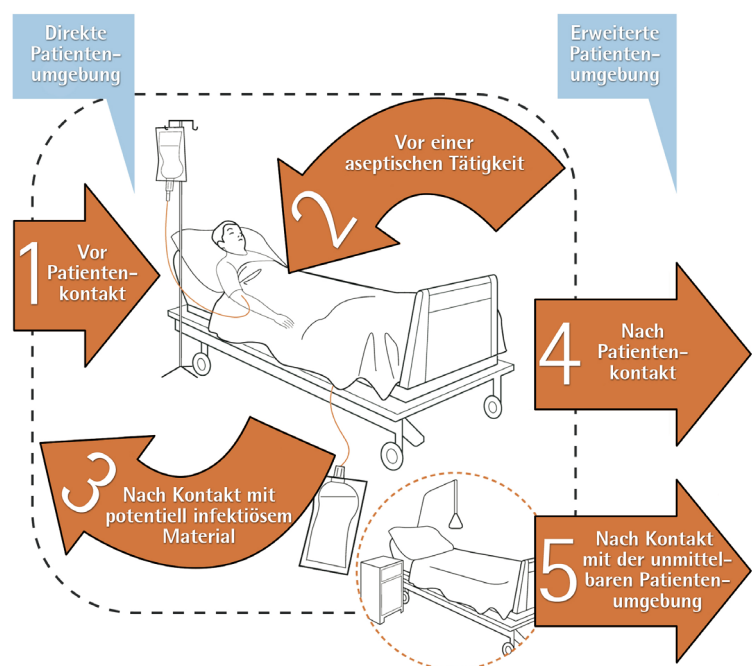 Direkte
Patienten-
umgebung
Erweiterte
Patienten-
umgebung
Vor einer
aseptischen Tätigkeit
2
1
Vor
Patienten-
kontakt
4
Nach
Patienten-
kontakt
3
Nach Kontakt mit
potentiell infektiösem
Material
5
Nach Kontakt
mit der unmittel-
baren Patienten-
umgebung